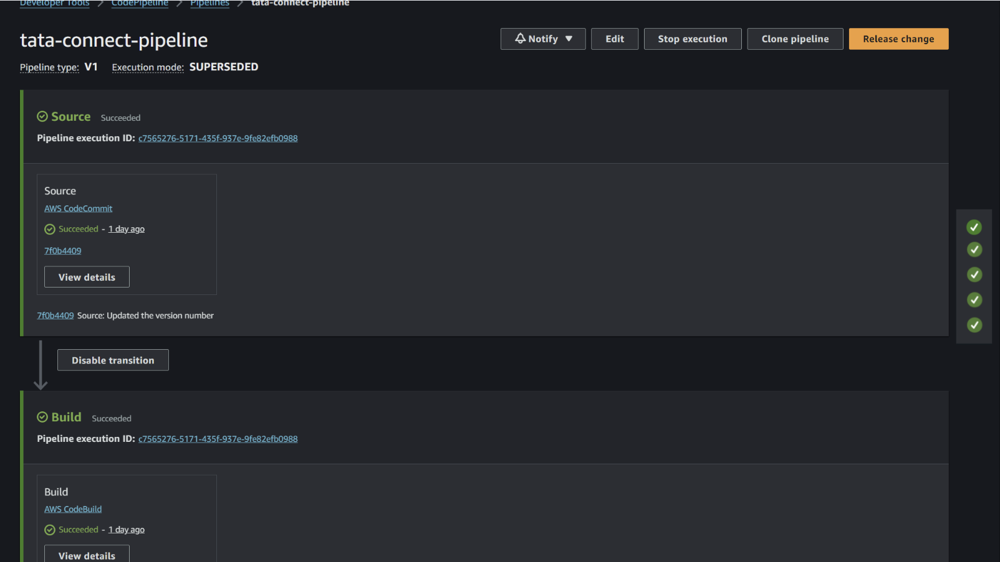 Developer Tools > CodePipeline > Pipelines > tata-connect-pipeline
tata-connect-pipeline
Notify ▼
Edit
Stop execution
Clone pipeline
Release change
Pipeline type: V1 Execution mode: SUPERSEDED
Source Succeeded
Pipeline execution ID: c7565276-5171-435f-937e-9fe82efb0988
Source
AWS CodeCommit
Succeeded - 1 day ago
7f0b4409
View details
7f0b4409 Source: Updated the version number
Disable transition
Build Succeeded
Pipeline execution ID: c7565276-5171-435f-937e-9fe82efb0988
Build
AWS CodeBuild
Succeeded - 1 day ago
View details